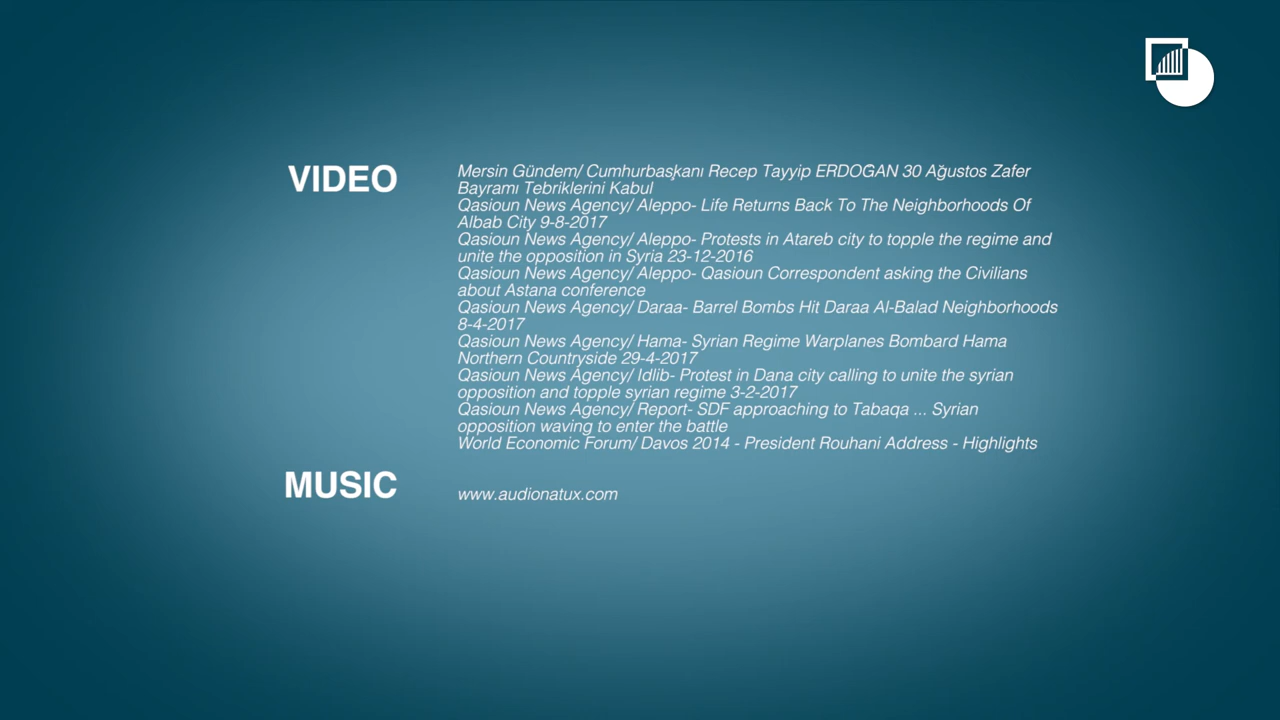 VIDEO
Mersin Gündem/ Cumhurbaşkanı Recep Tayyip ERDOĞAN 30 Ağustos Zafer
Bayramı Tebriklerini Kabul
Qasioun News Agency/ Aleppo- Life Returns Back To The Neighborhoods Of
Albab City 9-8-2017
Qasioun News Agency/ Aleppo- Protests in Atareb city to topple the regime and
unite the opposition in Syria 23-12-2016
Qasioun News Agency/ Aleppo- Qasioun Correspondent asking the Civilians
about Astana conference
Qasioun News Agency/ Daraa- Barrel Bombs Hit Daraa Al-Balad Neighborhoods
8-4-2017
Qasioun News Agency/ Hama- Syrian Regime Warplanes Bombard Hama
Northern Countryside 29-4-2017
Qasioun News Agency/ Idlib- Protest in Dana city calling to unite the syrian
opposition and topple syrian regime 3-2-2017
Qasioun News Agency/ Report- SDF approaching to Tabaqa ... Syrian
opposition waving to enter the battle
World Economic Forum/ Davos 2014 - President Rouhani Address - Highlights
MUSIC
www.audionatux.com